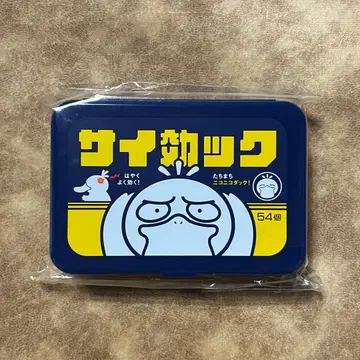 サイ効ック
はやく
よく効く!
たちまち
ニコニコダック!
54個